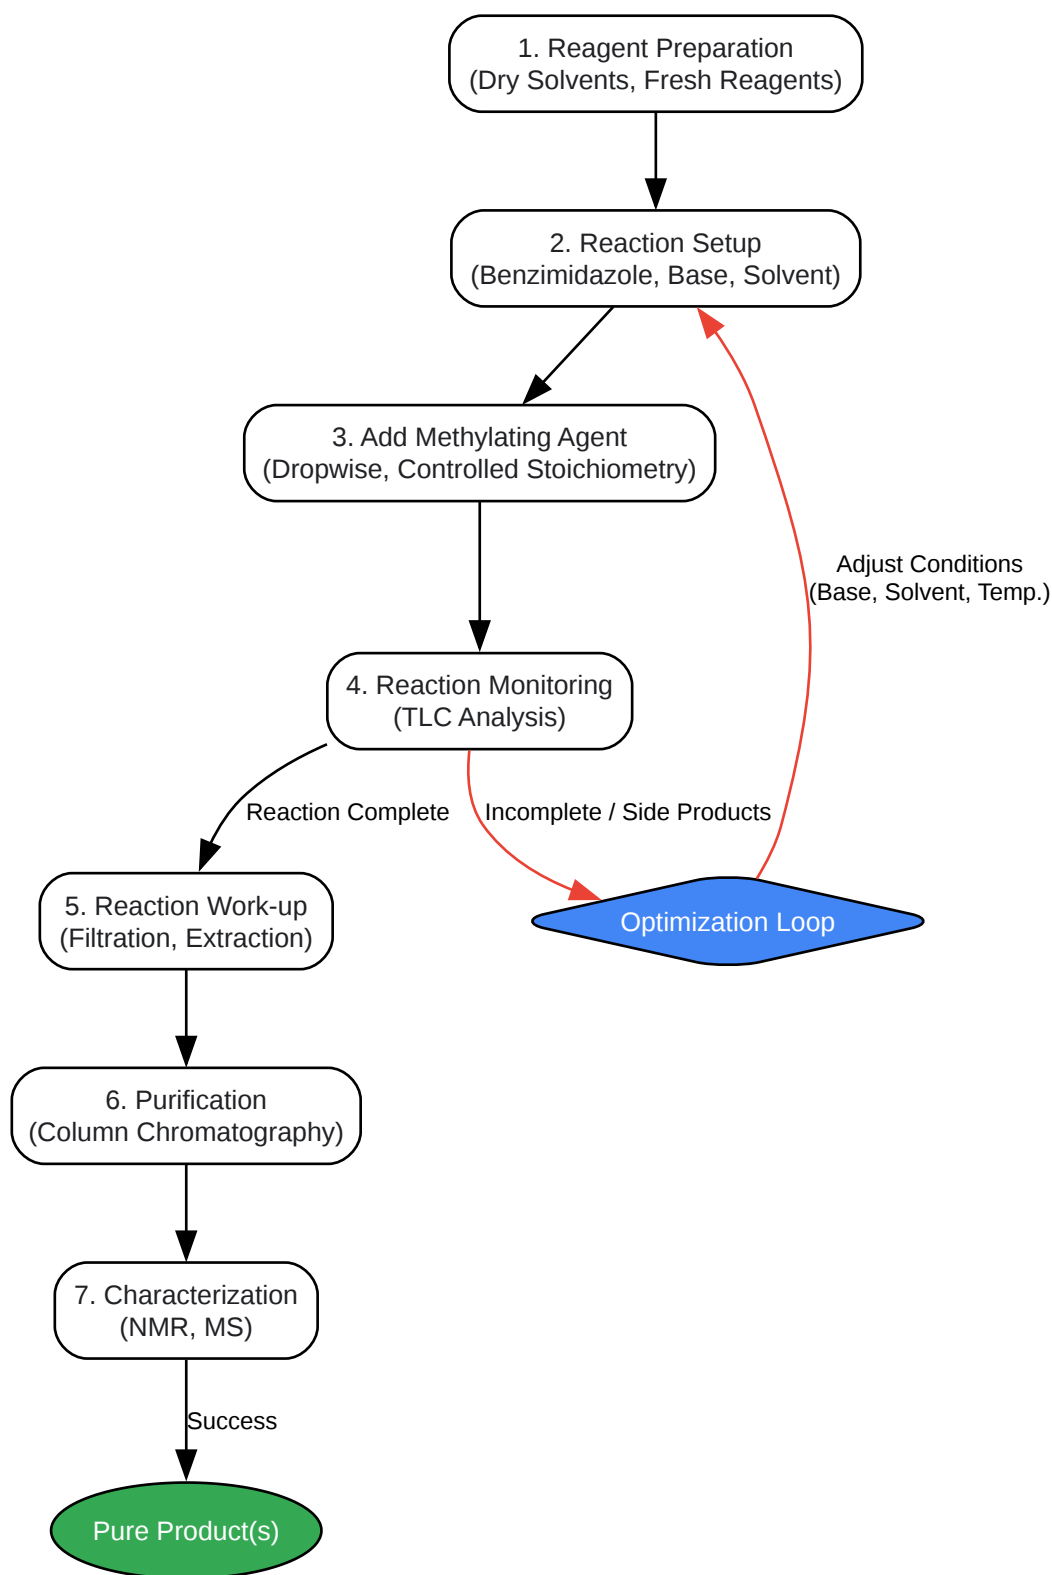 1. Reagent Preparation
(Dry Solvents, Fresh Reagents)
2. Reaction Setup
(Benzimidazole, Base, Solvent)
3. Add Methylating Agent
(Dropwise, Controlled Stoichiometry)
Adjust Conditions
(Base, Solvent, Temp.)
4. Reaction Monitoring
(TLC Analysis)
Reaction Complete
Incomplete / Side Products
5. Reaction Work-up
(Filtration, Extraction)
Optimization Loop
6. Purification
(Column Chromatography)
7. Characterization
(NMR, MS)
Success
Pure Product(s)